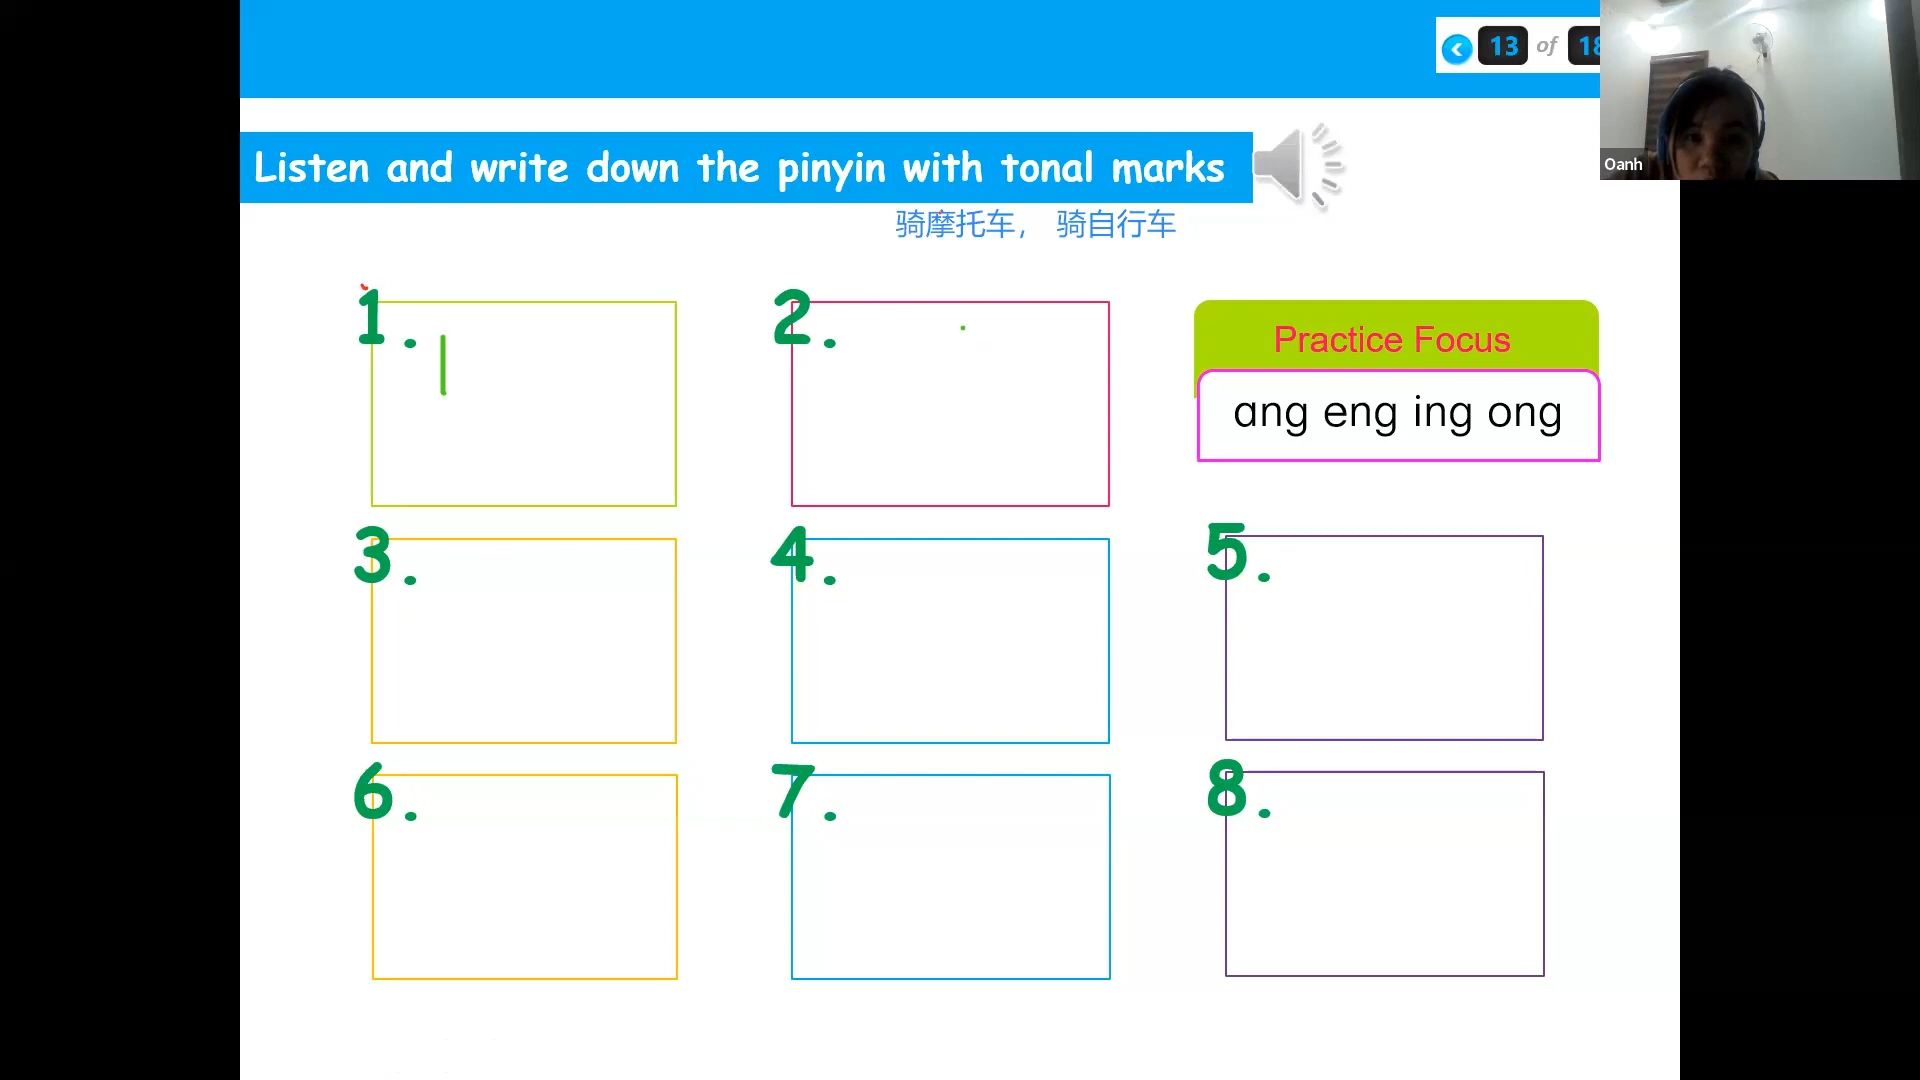 13 of 18
Oanh
Listen and write down the pinyin with tonal marks
骑摩托车， 骑自行车
1.
2.
Practice Focus
ang eng ing ong
3.
4.
5.
6.
7.
8.